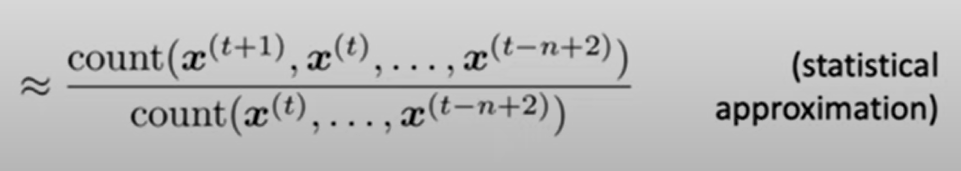 ≈ count(x^(t+1), x^(t), ..., x^(t−n+2)) / count(x^(t), ..., x^(t−n+2))
(statistical
approximation)